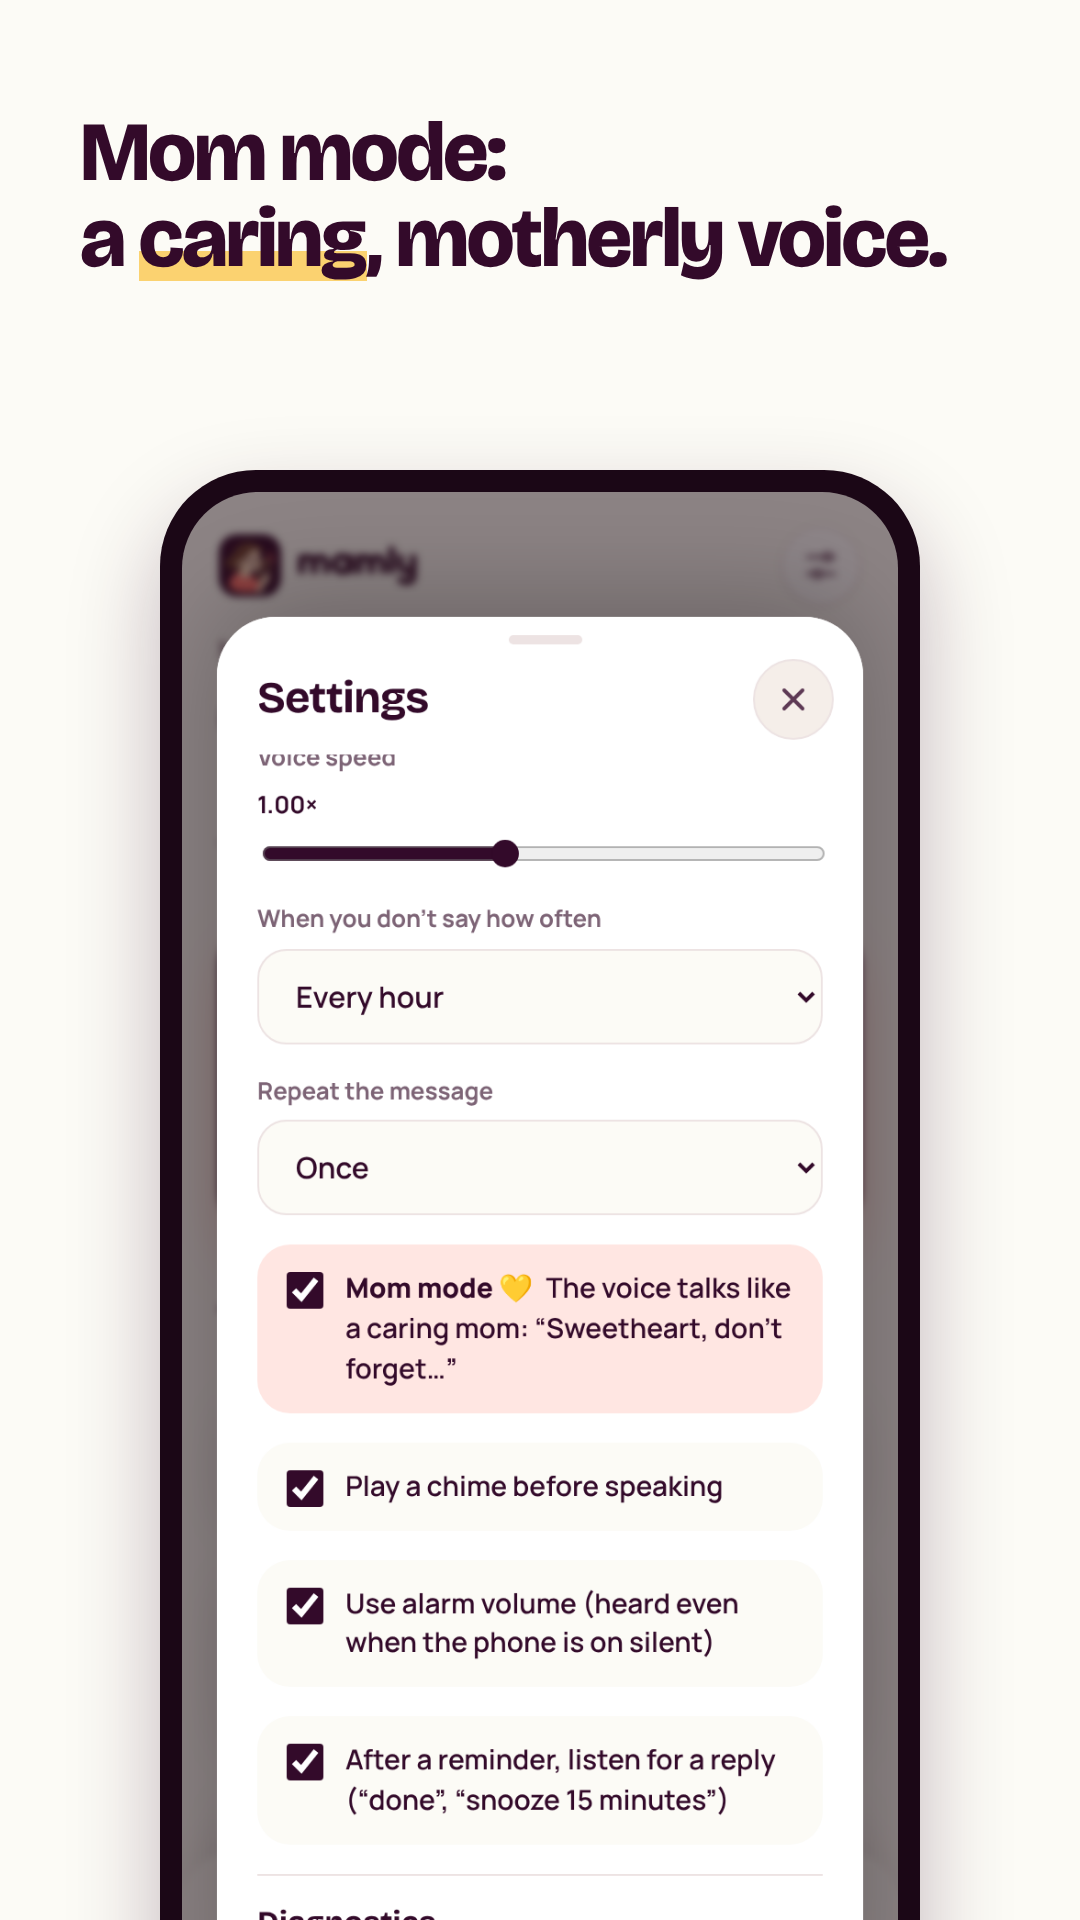 Mom mode:
a caring, motherly voice.
mamly
Settings
Voice speed
1.00×
When you don’t say how often
Every hour
Repeat the message
Once
Mom mode 💛 The voice talks like
a caring mom: “Sweetheart, don’t
forget…”
Play a chime before speaking
Use alarm volume (heard even
when the phone is on silent)
After a reminder, listen for a reply
(“done”, “snooze 15 minutes”)
Diagnostics